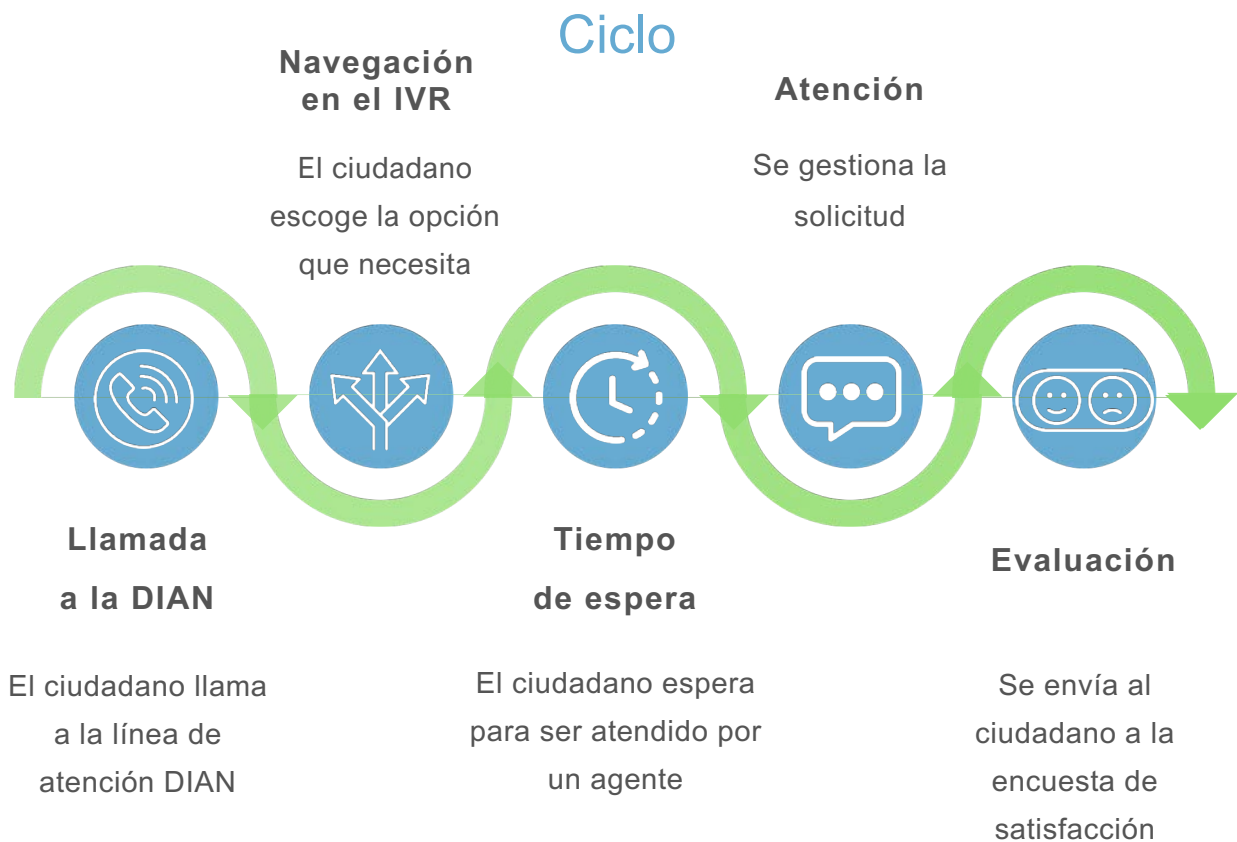 Ciclo
Navegación
en el IVR
El ciudadano
escoge la opción
que necesita
Atención
Se gestiona la
solicitud
Llamada
a la DIAN
El ciudadano llama
a la línea de
atención DIAN
Tiempo
de espera
El ciudadano espera
para ser atendido por
un agente
Evaluación
Se envía al
ciudadano a la
encuesta de
satisfacción